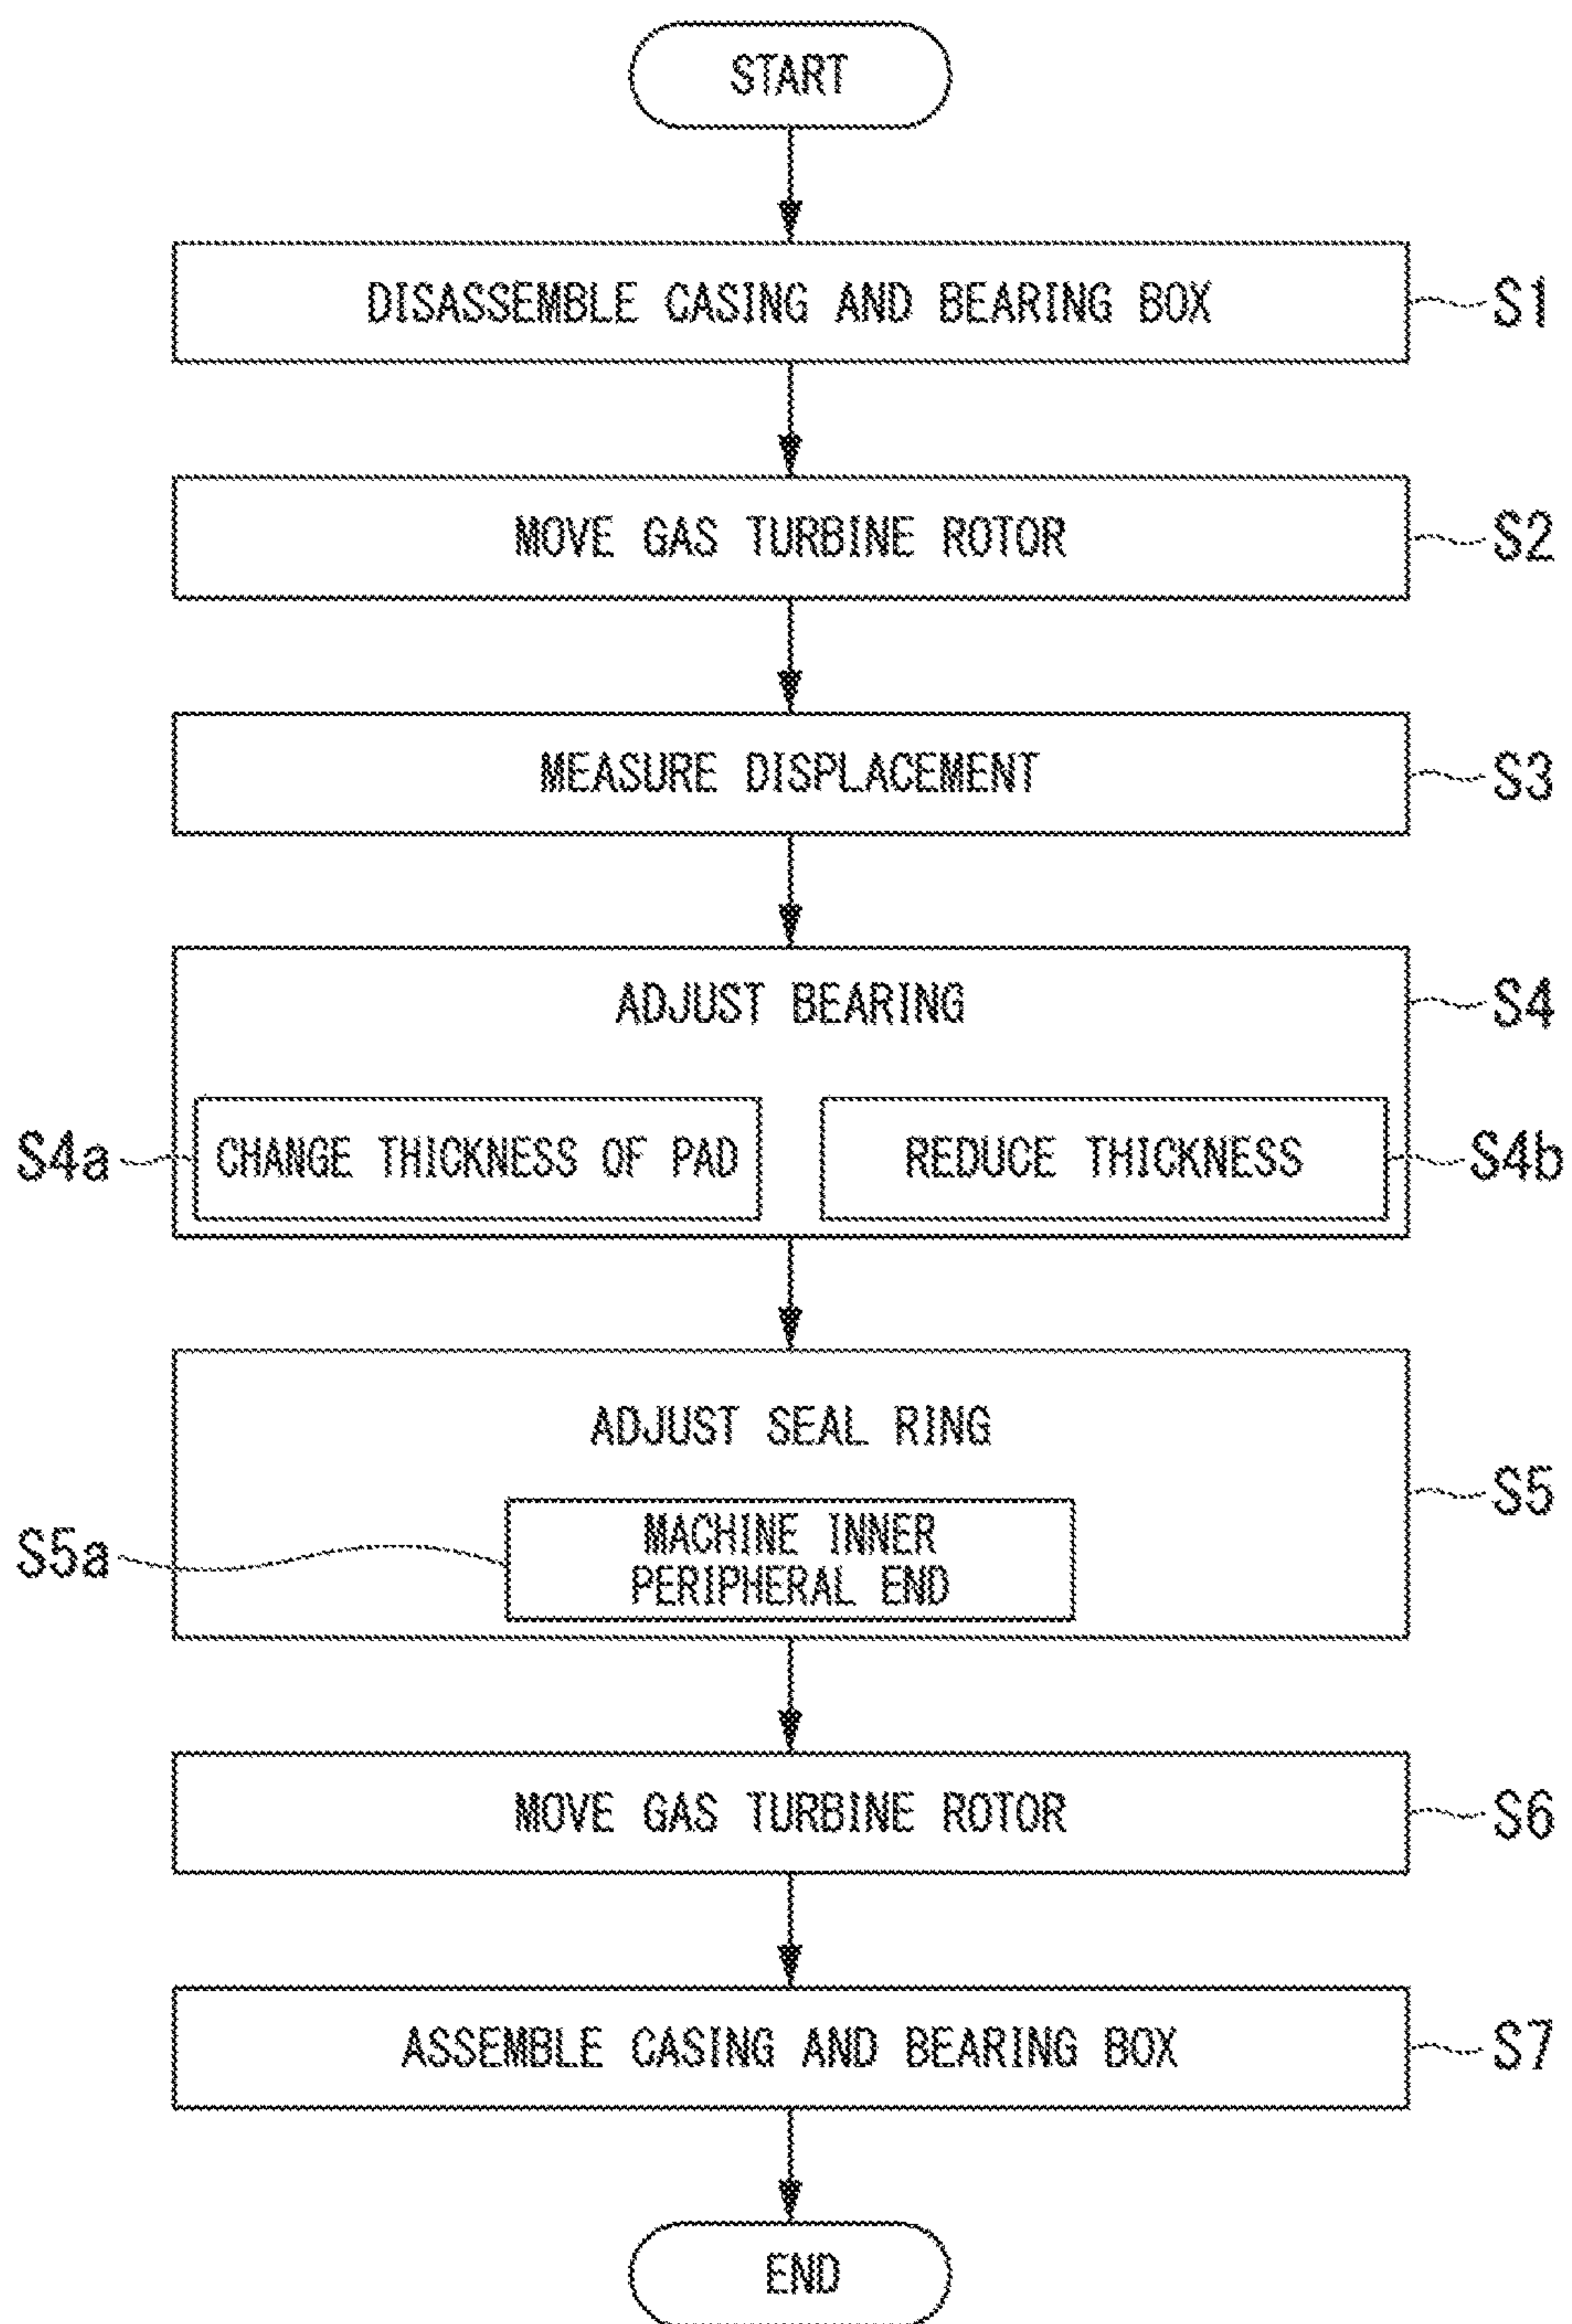 START
DISASSEMBLE CASING AND BEARING BOX
S1
MOVE GAS TURBINE ROTOR
S2
MEASURE DISPLACEMENT
S3
ADJUST BEARING
S4
S4a
CHANGE THICKNESS OF PAD
REDUCE THICKNESS
S4b
ADJUST SEAL RING
S5
S5a
MACHINE INNER
PERIPHERAL END
MOVE GAS TURBINE ROTOR
S6
ASSEMBLE CASING AND BEARING BOX
S7
END